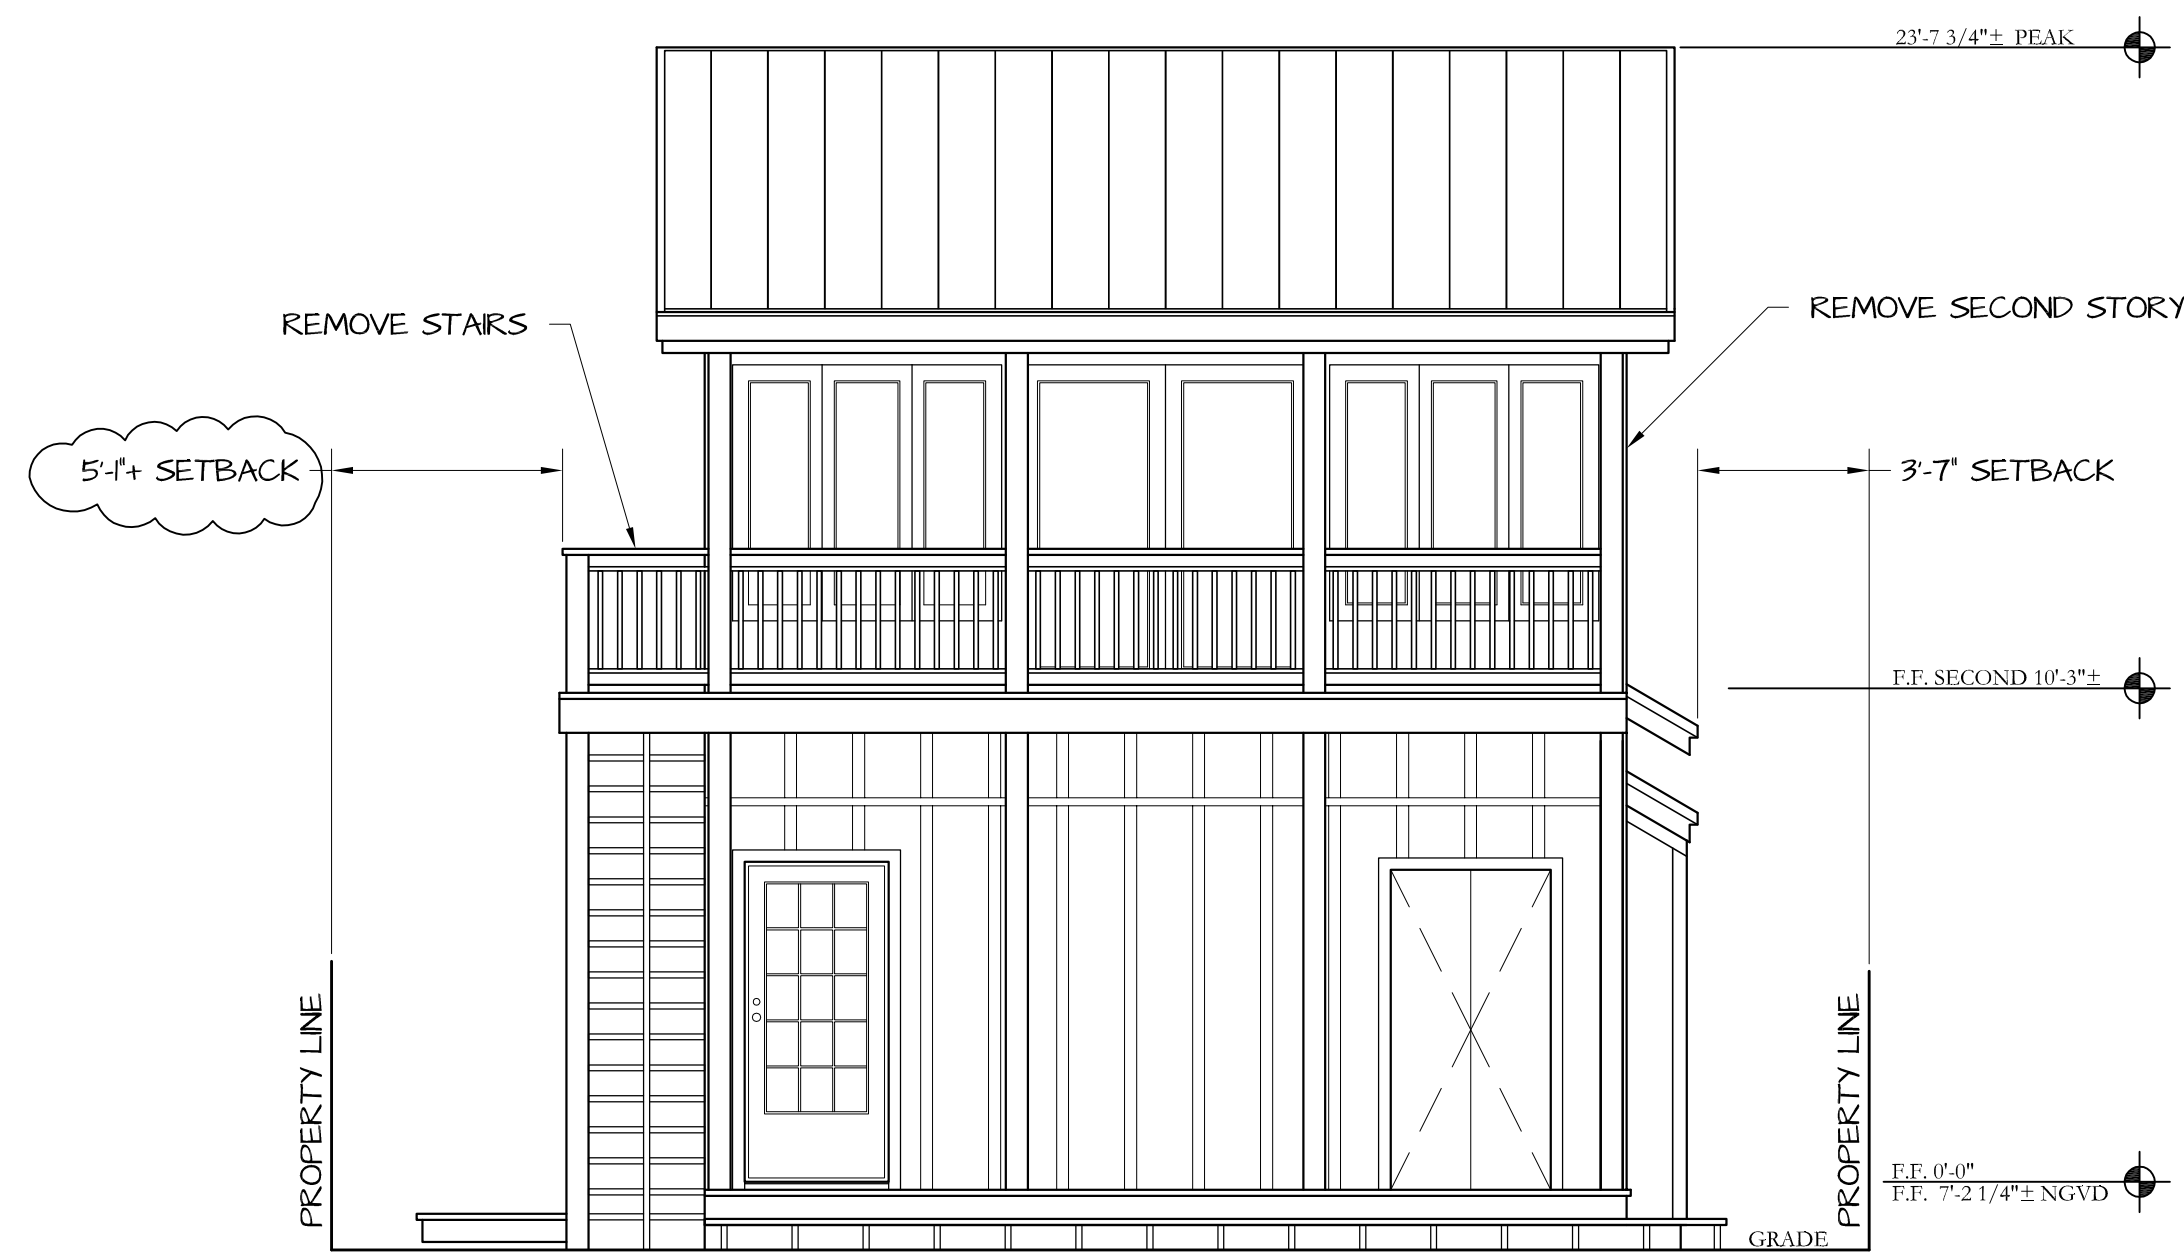 23'-7 3/4"± PEAK
REMOVE STAIRS
REMOVE SECOND STORY
5'-1"+ SETBACK
3'-7" SETBACK
F.F. SECOND 10'-3"±
PROPERTY LINE
PROPERTY LINE
F.F. 0'-0"
F.F. 7'-2 1/4"± NGVD
GRADE